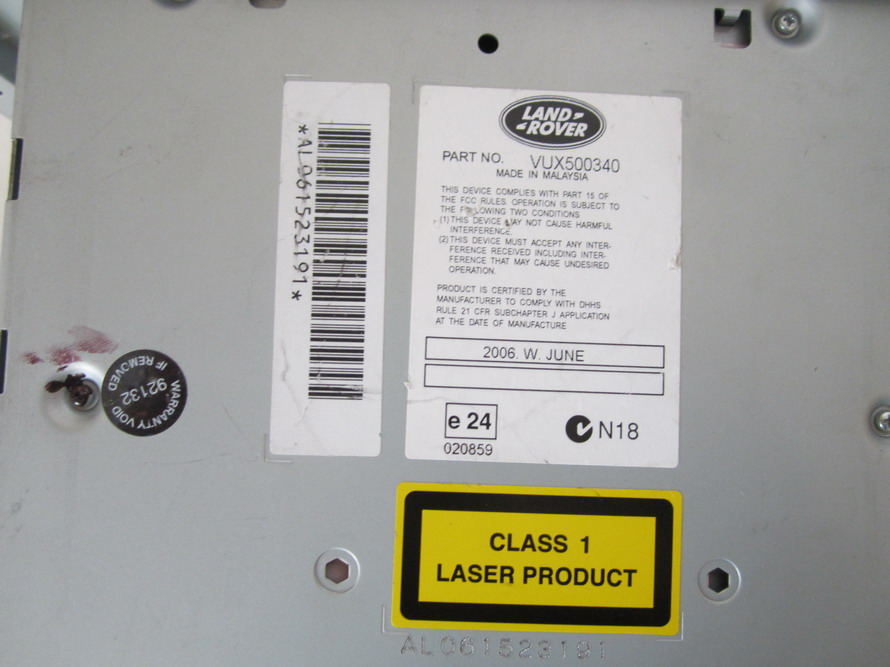 *AL061523191*
LAND-
-ROVER
PART NO. VUX500340
MADE IN MALAYSIA
THIS DEVICE COMPLIES WITH PART 15 OF
THE FCC RULES. OPERATION IS SUBJECT TO
THE FOLLOWING TWO CONDITIONS
(1) THIS DEVICE MAY NOT CAUSE HARMFUL
INTERFERENCE.
(2) THIS DEVICE MUST ACCEPT ANY INTER-
FERENCE RECEIVED INCLUDING INTER-
FERENCE THAT MAY CAUSE UNDESIRED
OPERATION.
PRODUCT IS CERTIFIED BY THE
MANUFACTURER TO COMPLY WITH DHHS
RULE 21 CFR SUBCHAPTER J APPLICATION
AT THE DATE OF MANUFACTURE
2006. W. JUNE
e 24
020859
N18
WARRANTY VOID
IF REMOVED
92132
CLASS 1
LASER PRODUCT
AL061523191